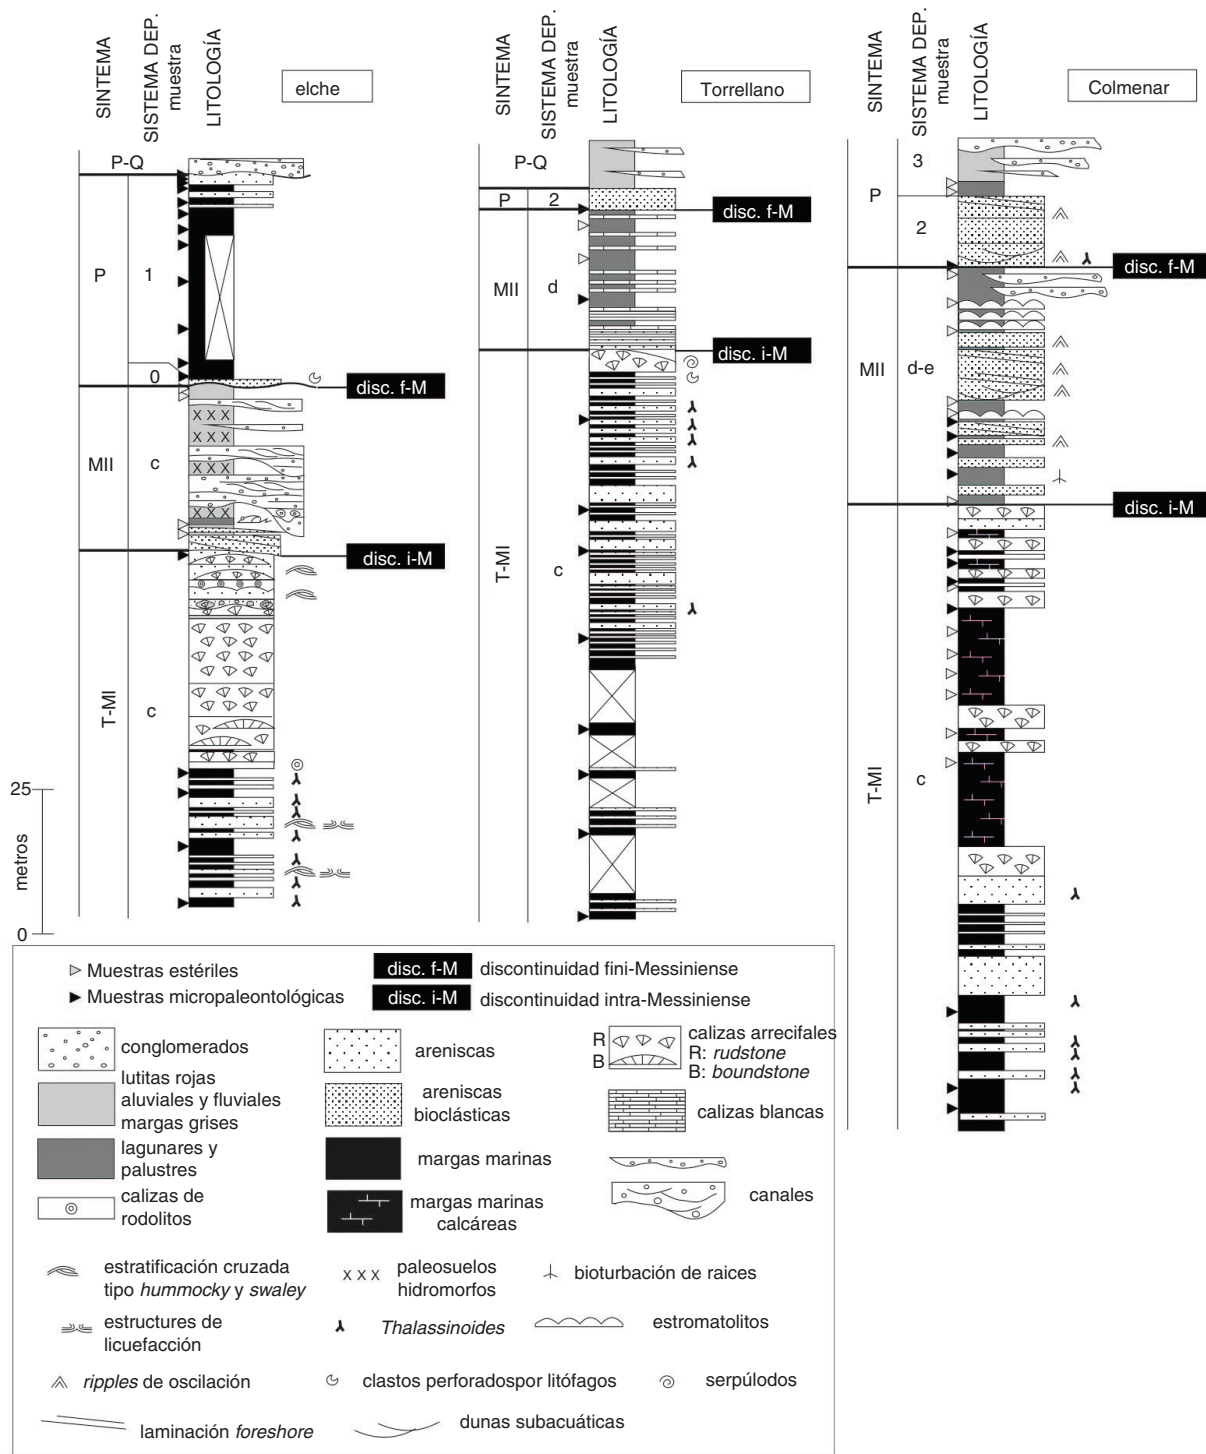 SINTEMA
SISTEMA DEP.
muestra
LITOLOGÍA
elche
P-Q
P
1
0
disc. f-M
MII
c
X X X
X X X
X X X
X X X
disc. i-M
T-MI
c
25
metros
0
SINTEMA
SISTEMA DEP.
muestra
LITOLOGÍA
Torrellano
P-Q
P
2
disc. f-M
MII
d
disc. i-M
T-MI
c
SINTEMA
SISTEMA DEP.
muestra
LITOLOGÍA
Colmenar
3
P
2
disc. f-M
MII
d-e
disc. i-M
T-MI
c
Muestras estériles
Muestras micropaleontológicas
disc. f-M
discontinuidad fini-Messiniense
disc. i-M
discontinuidad intra-Messiniense
conglomerados
lutitas rojas
aluviales y fluviales
margas grises
lagunares y
palustres
calizas de
rodolitos
areniscas
areniscas
bioclásticas
margas marinas
margas marinas
calcáreas
R
B
calizas arrecifales
R: rudstone
B: boundstone
calizas blancas
canales
estratificación cruzada
tipo hummocky y swaley
X X X
paleosuelos
hidromorfos
bioturbación de raices
estructures de
licuefacción
Thalassinoides
estromatolitos
ripples de oscilación
clastos perforadospor litófagos
serpúlodos
laminación foreshore
dunas subacuáticas